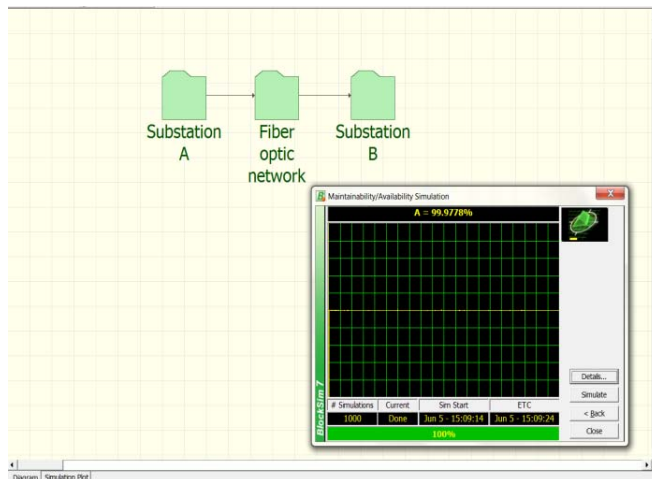 Substation
A
Fiber
optic
network
Substation
B
Maintainability/Availability Simulation
A = 99.9778%
BlockSim 7
Details...
Simulate
< Back
Close
# Simulations Current Sim Start ETC
1000 Done Jun 5 - 15:09:14 Jun 5 - 15:09:24
100%
Diagram Simulation Plot